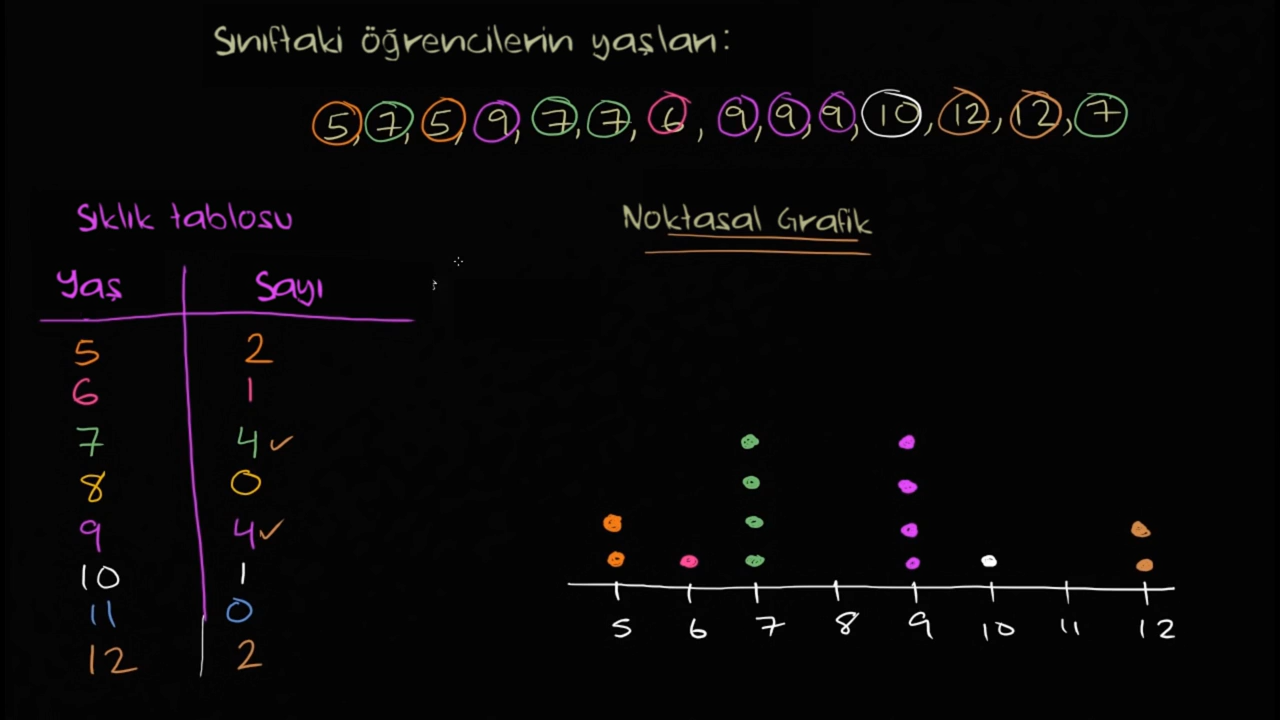 Sınıftaki öğrencilerin yaşları:
5, 7, 5, 9, 7, 7, 6, 9, 9, 9, 10, 12, 12, 7
Sıklık tablosu
Yaş Sayı
5 2
6 1
7 4 ✓
8 0
9 4 ✓
10 1
11 0
12 2
Noktasal Grafik
5 6 7 8 9 10 11 12